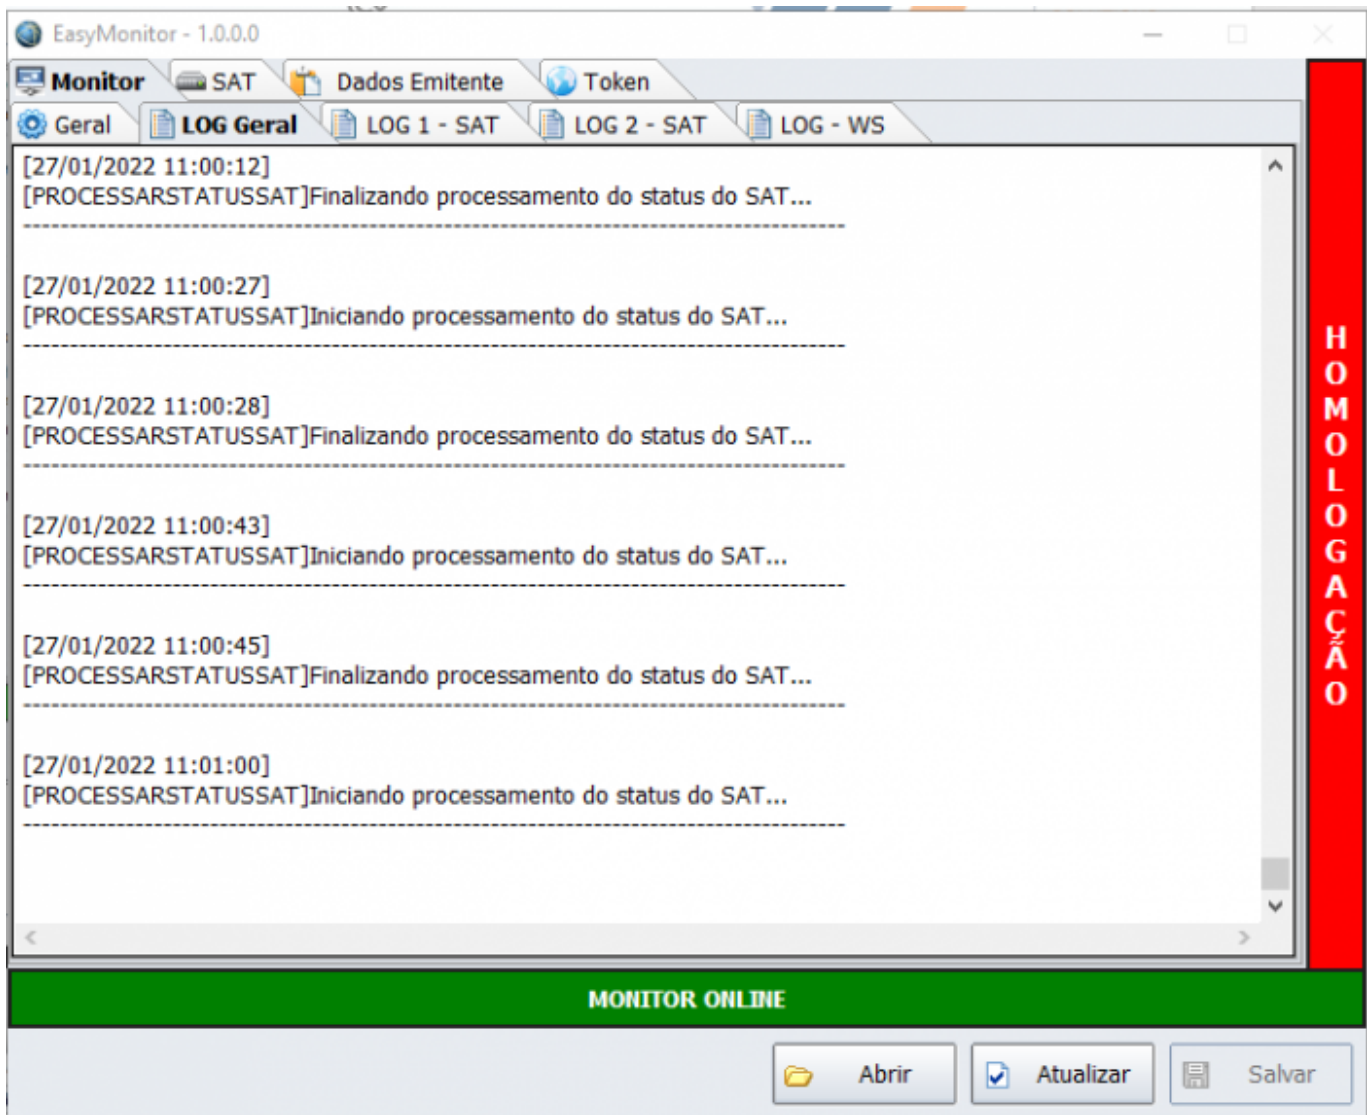 EasyMonitor - 1.0.0.0
Monitor SAT Dados Emitente Token
Geral LOG Geral LOG 1 - SAT LOG 2 - SAT LOG - WS
[27/01/2022 11:00:12]
[PROCESSARSTATUSSAT]Finalizando processamento do status do SAT...
----------------------------------------------------------------------------------------
[27/01/2022 11:00:27]
[PROCESSARSTATUSSAT]Iniciando processamento do status do SAT...
----------------------------------------------------------------------------------------
[27/01/2022 11:00:28]
[PROCESSARSTATUSSAT]Finalizando processamento do status do SAT...
----------------------------------------------------------------------------------------
[27/01/2022 11:00:43]
[PROCESSARSTATUSSAT]Iniciando processamento do status do SAT...
----------------------------------------------------------------------------------------
[27/01/2022 11:00:45]
[PROCESSARSTATUSSAT]Finalizando processamento do status do SAT...
----------------------------------------------------------------------------------------
[27/01/2022 11:01:00]
[PROCESSARSTATUSSAT]Iniciando processamento do status do SAT...
----------------------------------------------------------------------------------------
HOMOLOGAÇÃO
MONITOR ONLINE
Abrir Atualizar Salvar